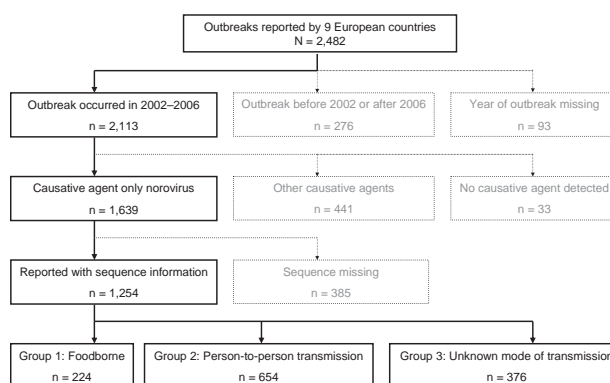 Outbreaks reported by 9 European countries
N = 2,482
Outbreak occurred in 2002–2006
n = 2,113
Outbreak before 2002 or after 2006
n = 276
Year of outbreak missing
n = 93
Causative agent only norovirus
n = 1,639
Other causative agents
n = 441
No causative agent detected
n = 33
Reported with sequence information
n = 1,254
Sequence missing
n = 385
Group 1: Foodborne
n = 224
Group 2: Person-to-person transmission
n = 654
Group 3: Unknown mode of transmission
n = 376